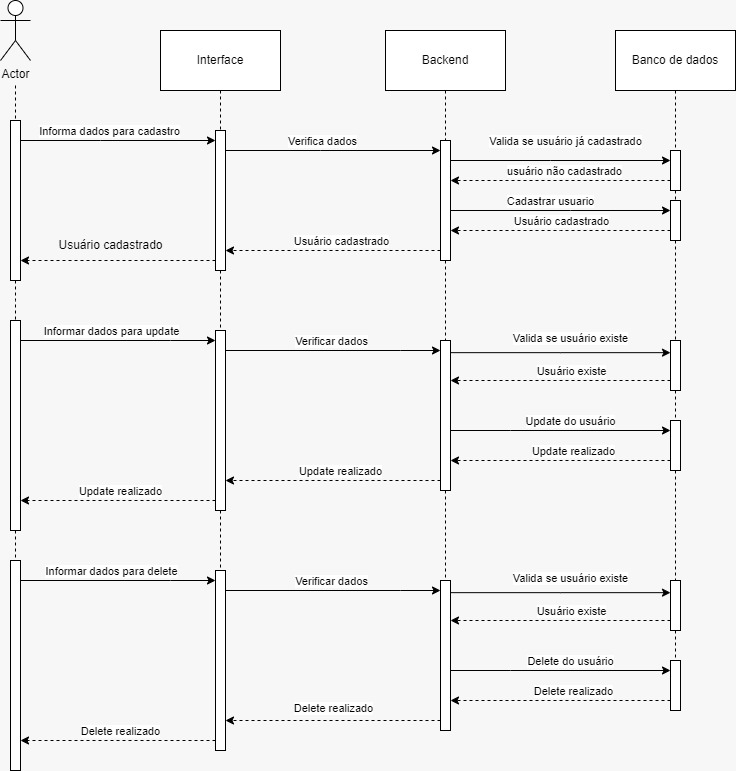 Actor
Interface
Backend
Banco de dados
Informa dados para cadastro
Verifica dados
Valida se usuário já cadastrado
usuário não cadastrado
Cadastrar usuario
Usuário cadastrado
Usuário cadastrado
Usuário cadastrado
Informar dados para update
Verificar dados
Valida se usuário existe
Usuário existe
Update do usuário
Update realizado
Update realizado
Update realizado
Informar dados para delete
Verificar dados
Valida se usuário existe
Usuário existe
Delete do usuário
Delete realizado
Delete realizado
Delete realizado